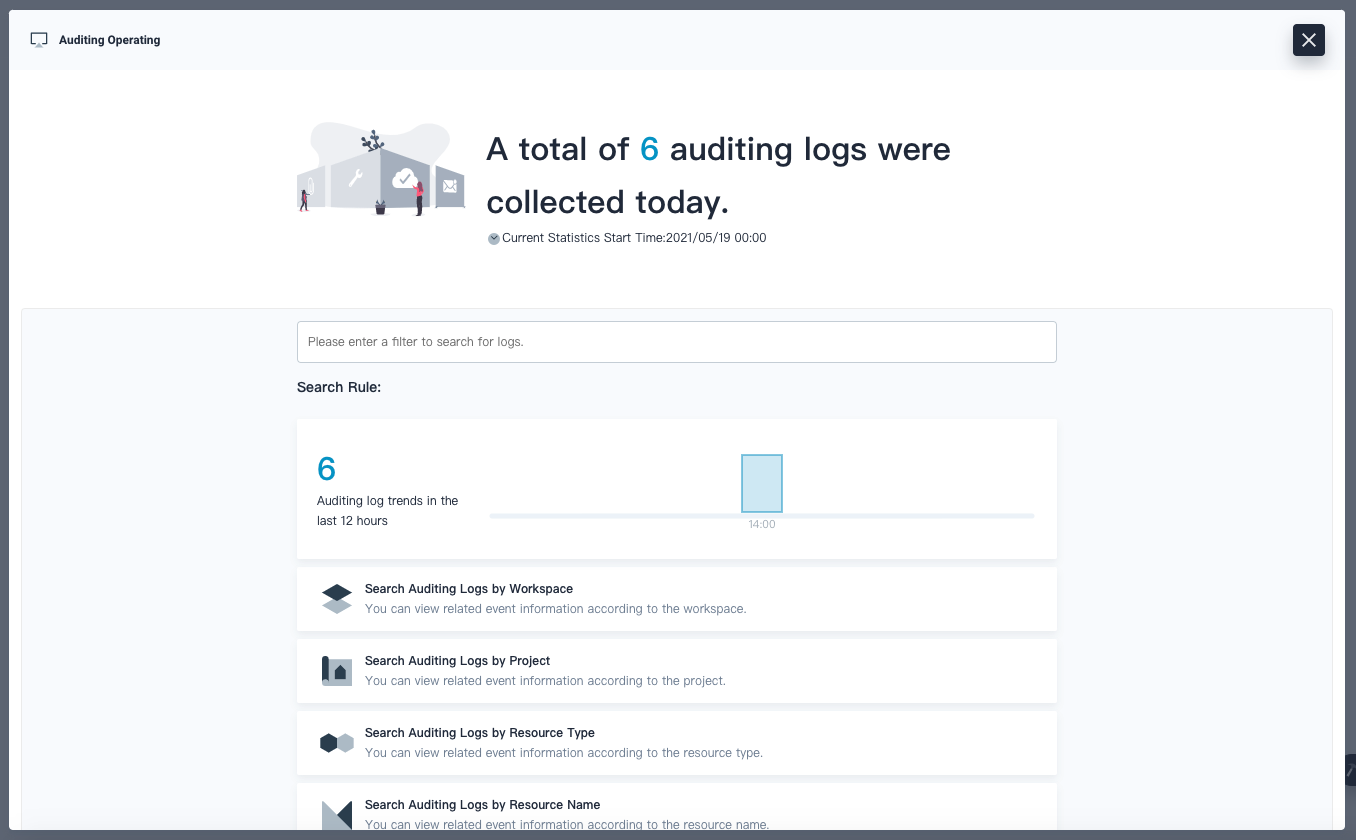 Auditing Operating
A total of 6 auditing logs were
collected today.
Current Statistics Start Time:2021/05/19 00:00
Please enter a filter to search for logs.
Search Rule:
6
Auditing log trends in the
last 12 hours
14:00
Search Auditing Logs by Workspace
You can view related event information according to the workspace.
Search Auditing Logs by Project
You can view related event information according to the project.
Search Auditing Logs by Resource Type
You can view related event information according to the resource type.
Search Auditing Logs by Resource Name
You can view related event information according to the resource name.